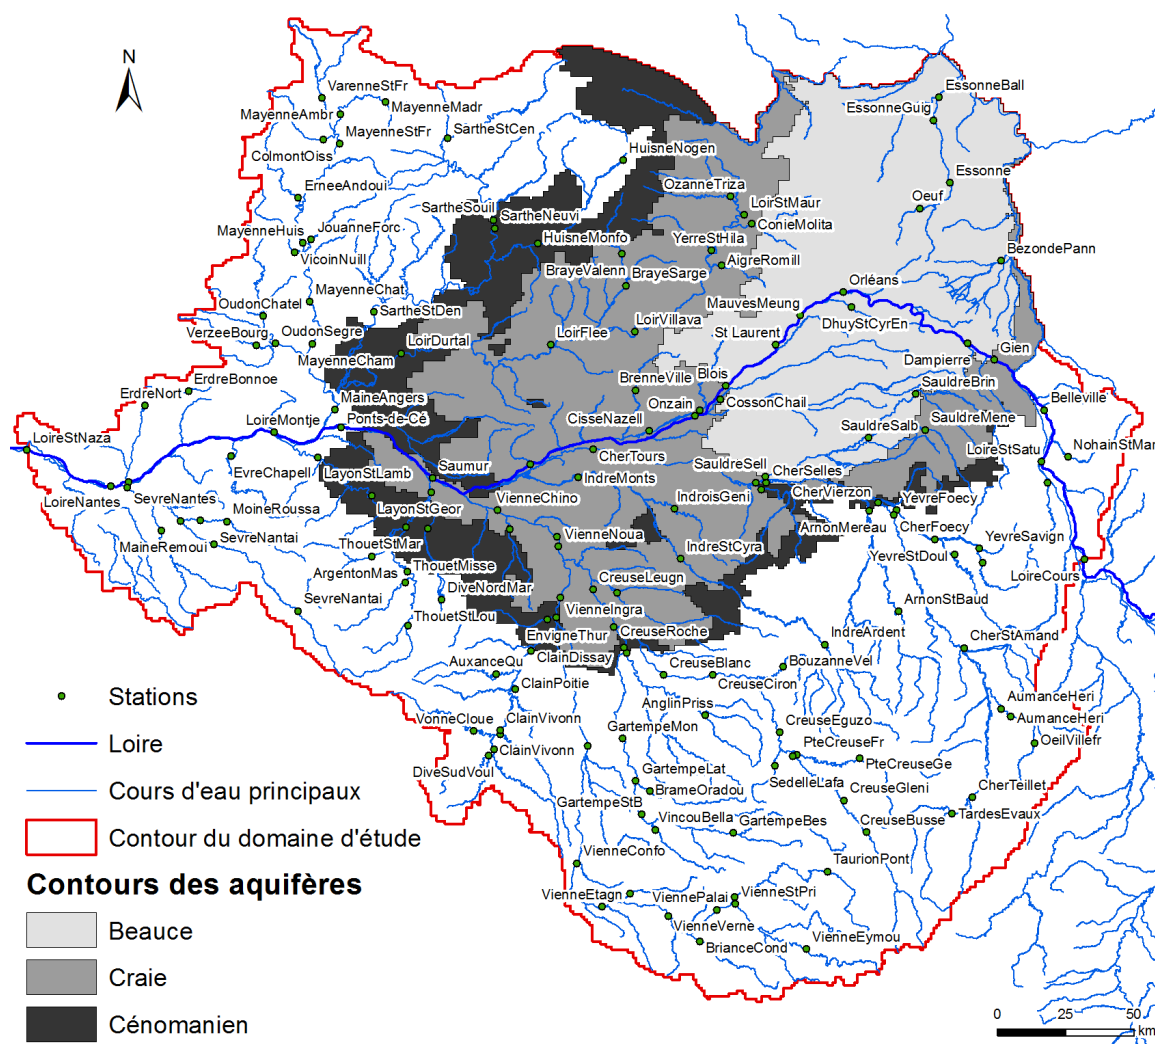 N
VarenneStFr
MayenneMadr
MayenneAmbr
MayenneStFr
SartheStCen
ColmontOiss
EssonneBall
EssonneGuig
HuisneNogen
ErneeAndoui
OzanneTriza
Essonne
SartheSouil
SartheNeuvi
LoirStMaur
Oeuf
ConieMolita
MayenneHuis
JouanneForc
HuisneMonfo
YerreStHila
BezondePann
VicoinNuill
BrayeValenn
BrayeSarge
AigreRomill
MayenneChat
Orléans
OudonChatel
SartheStDen
MauvesMeung
DhuyStCyrEn
VerzeeBourg
OudonSegre
LoirFlee
LoirVillava
St Laurent
MayenneCham
LoirDurtal
Dampierre
Gien
ErdreBonnoe
BrenneVille
Blois
SauldreBrin
ErdreNort
MaineAngers
Onzain
CossonChail
Belleville
LoireMontje
Ponts-de-Cé
CisseNazell
SauldreMene
SauldreSalb
LoireStNaza
NohainStMar
EvreChapell
LayonStLamb
Saumur
CherTours
SauldreSell
CherSelles
LoireStSatu
LoireNantes
SevreNantes
VienneChino
IndreMonts
IndroisGeni
CherVierzon
YevreFoecy
MoineRoussa
LayonStGeor
ArnonMereau
CherFoecy
MaineRemoui
SevreNantai
ThouetStMar
VienneNoua
IndreStCyra
YevreSavign
YevreStDoul
ArgentonMas
ThouetMisse
LoireCours
DiveNordMar
CreuseLeugn
SevreNantai
ThouetStLou
VienneIngra
ArnonStBaud
EnvigneThur
CreuseRoche
IndreArdent
CherStAmand
AuxanceQu
ClainDissay
CreuseBlanc
BouzanneVel
CreuseCiron
Stations
ClainPoitie
AnglinPriss
AumanceHeri
VonneCloue
ClainVivonn
GartempeMon
CreuseEguzo
AumanceHeri
Loire
ClainVivonn
PteCreuseFr
OeilVillefr
DiveSudVoul
GartempeLat
PteCreuseGe
Cours d'eau principaux
BrameOradou
SedelleLafa
CreuseGleni
CherTeillet
GartempeStB
VincouBella
GartempeBes
CreuseBusse
TardesEvaux
Contour du domaine d'étude
VienneConfo
TaurionPont
Contours des aquifères
VienneEtagn
ViennePalai
VienneStPri
Beauce
VienneVerne
BrianceCond
VienneEymou
Craie
Cénomanien
0 25 50
km